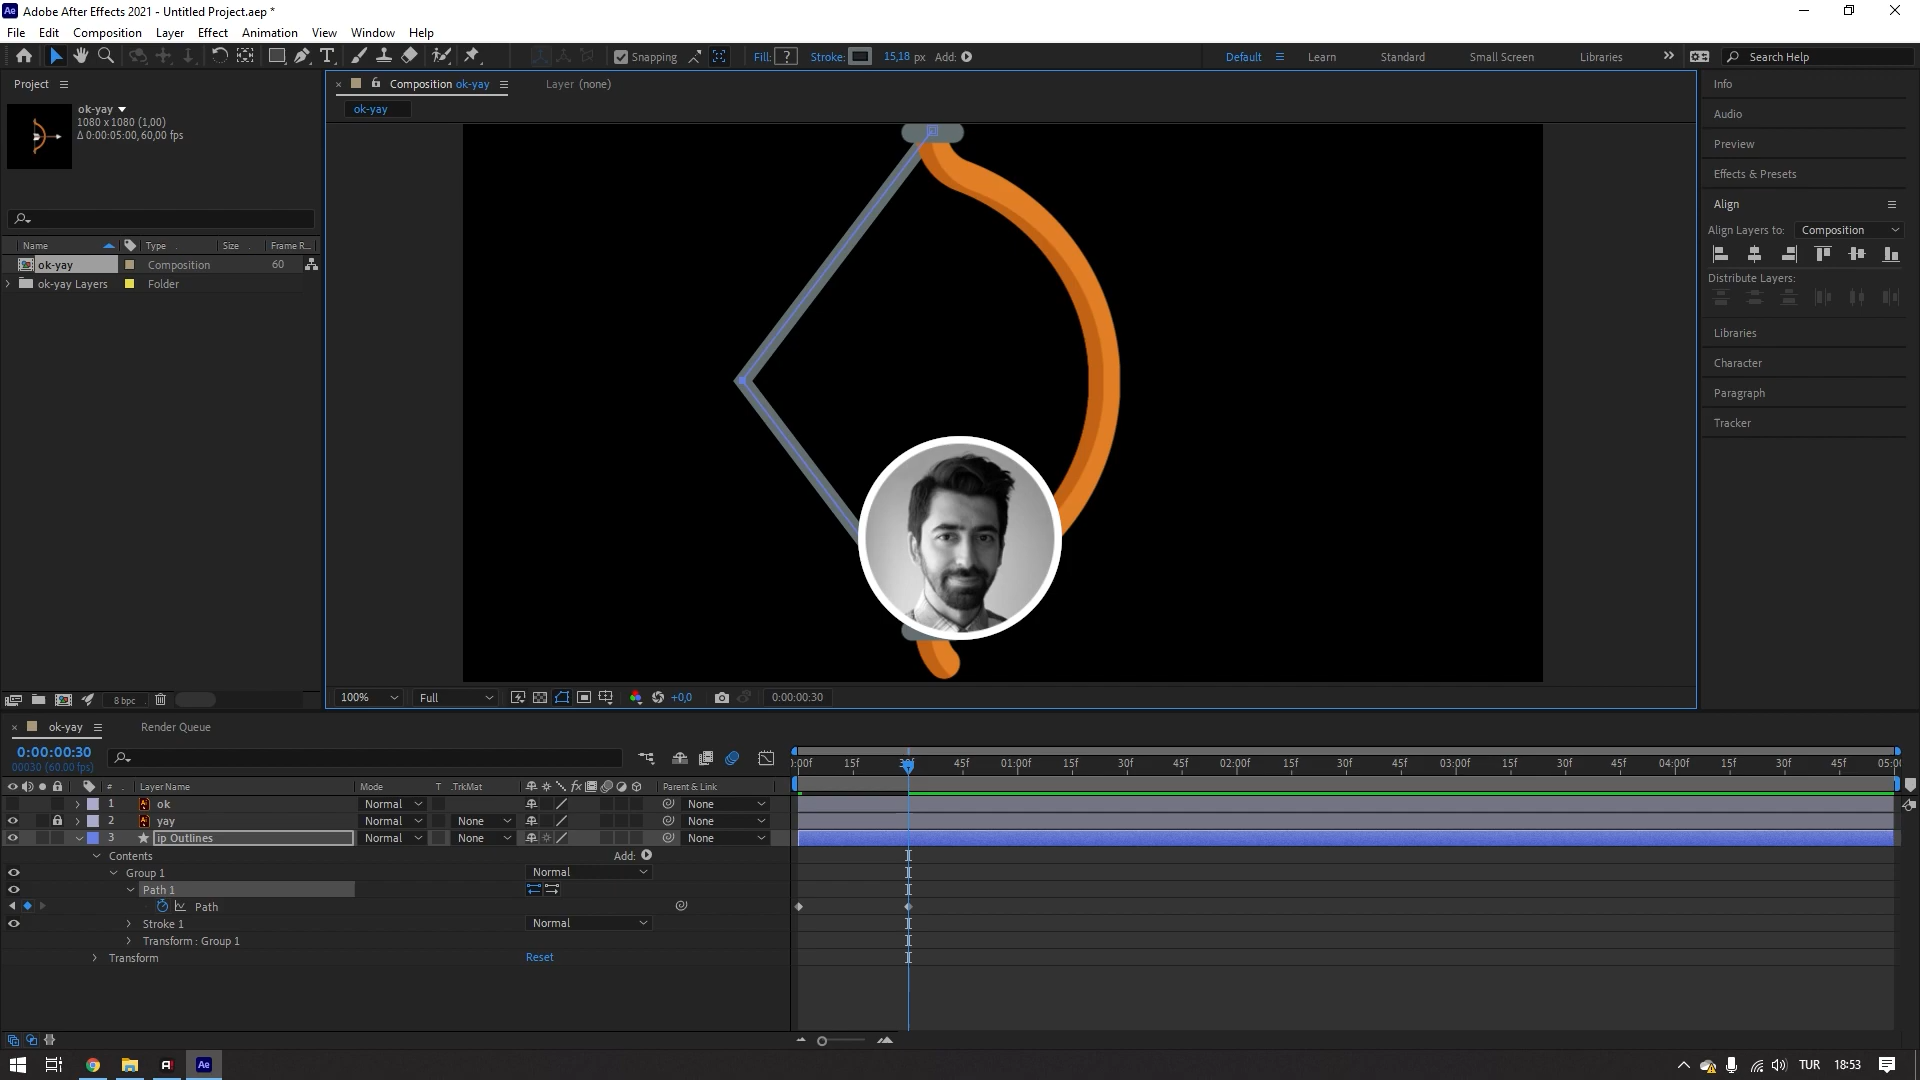 Ae Adobe After Effects 2021 - Untitled Project.aep *
File Edit Composition Layer Effect Animation View Window Help
Snapping Fill: ? Stroke: 15,18 px Add: Default Learn Standard Small Screen Libraries Search Help
Project
ok-yay
1080 x 1080 (1,00)
Δ 0:00:05:00, 60,00 fps
Name Type Size Frame R...
ok-yay Composition 60
ok-yay Layers Folder
8 bpc
Composition ok-yay Layer (none)
ok-yay
100% Full +0,0 0:00:00:30
Info
Audio
Preview
Effects & Presets
Align
Align Layers to: Composition
Distribute Layers:
Libraries
Character
Paragraph
Tracker
ok-yay Render Queue
0:00:00:30
00030 (60.00 fps)
# Layer Name Mode T .TrkMat fx Parent & Link
1 ok Normal None
2 yay Normal None None
3 ip Outlines Normal None None
Contents Add:
Group 1 Normal
Path 1
Path
Stroke 1 Normal
Transform : Group 1
Transform Reset
):00f 15f 30f 45f 01:00f 15f 30f 45f 02:00f 15f 30f 45f 03:00f 15f 30f 45f 04:00f 15f 30f 45f 05:00
Ae TUR 18:53